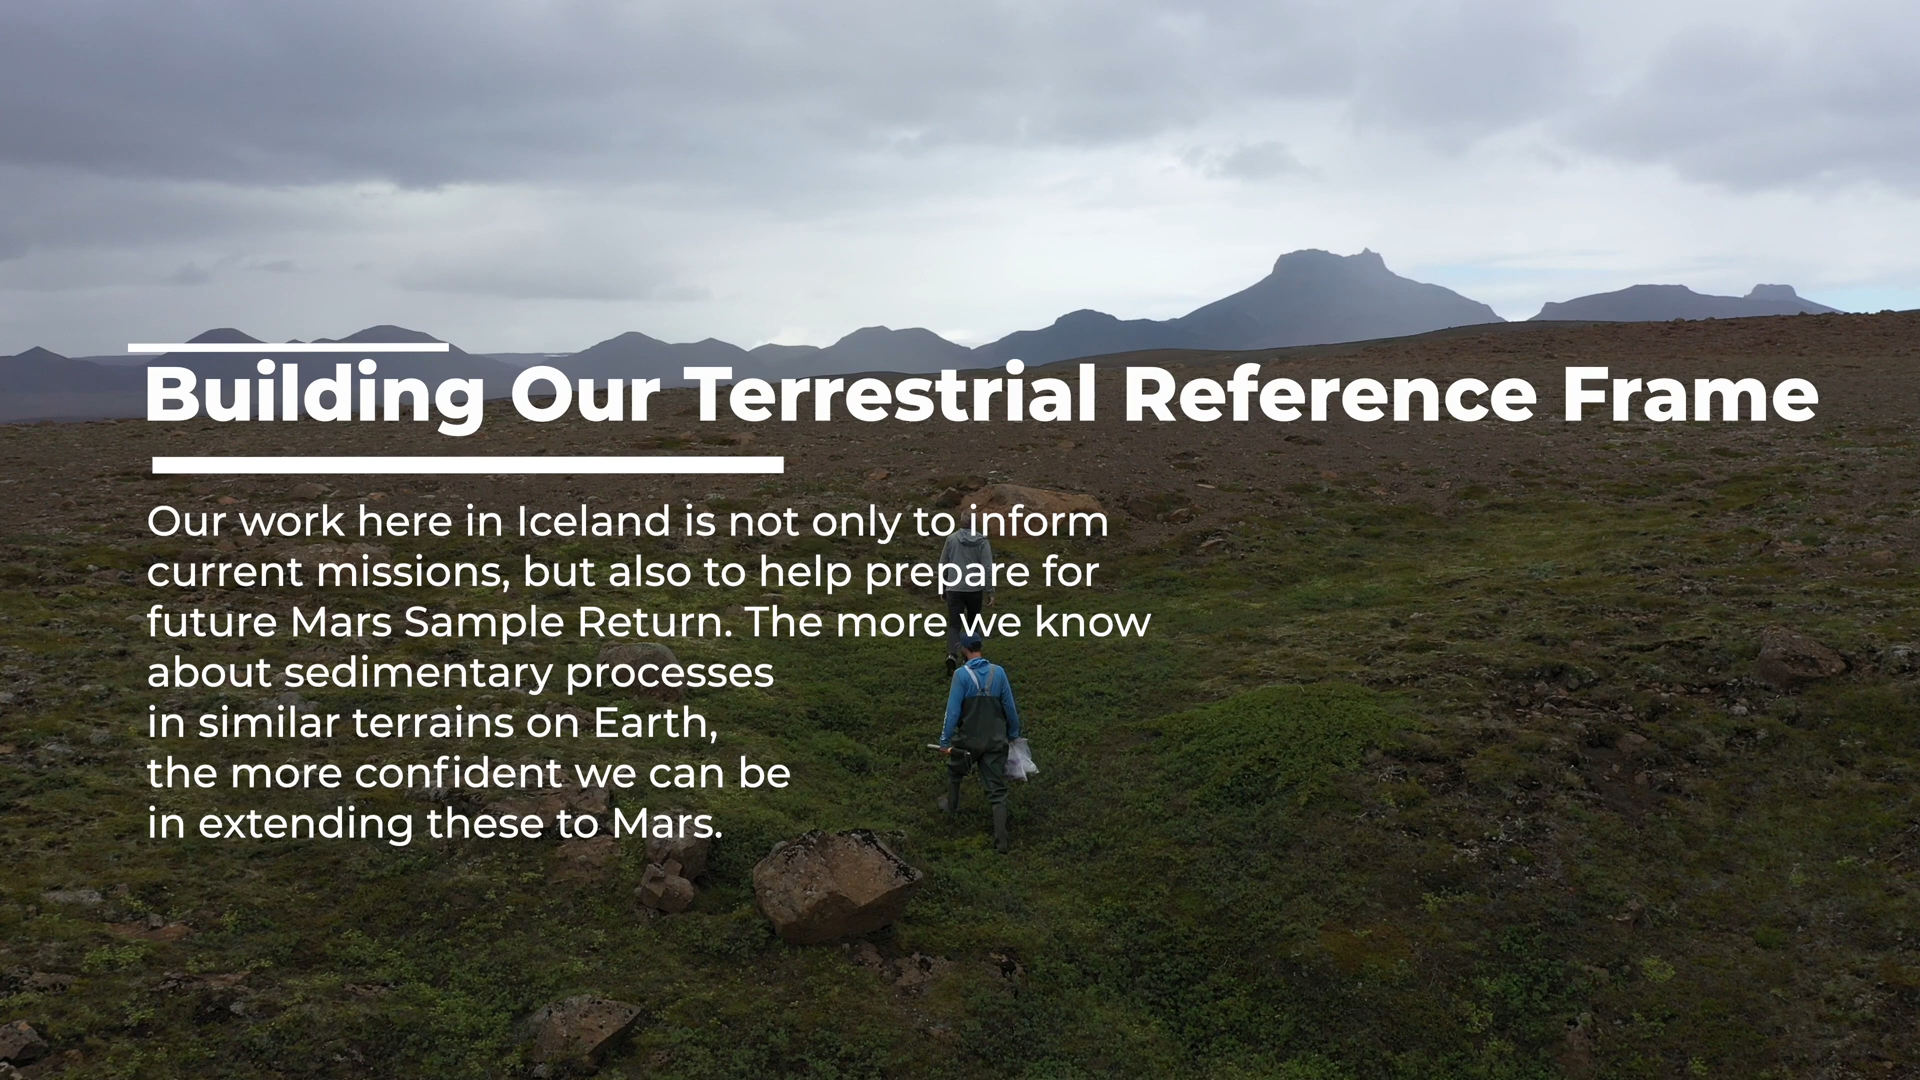 Building Our Terrestrial Reference Frame
Our work here in Iceland is not only to inform
current missions, but also to help prepare for
future Mars Sample Return. The more we know
about sedimentary processes
in similar terrains on Earth,
the more confident we can be
in extending these to Mars.